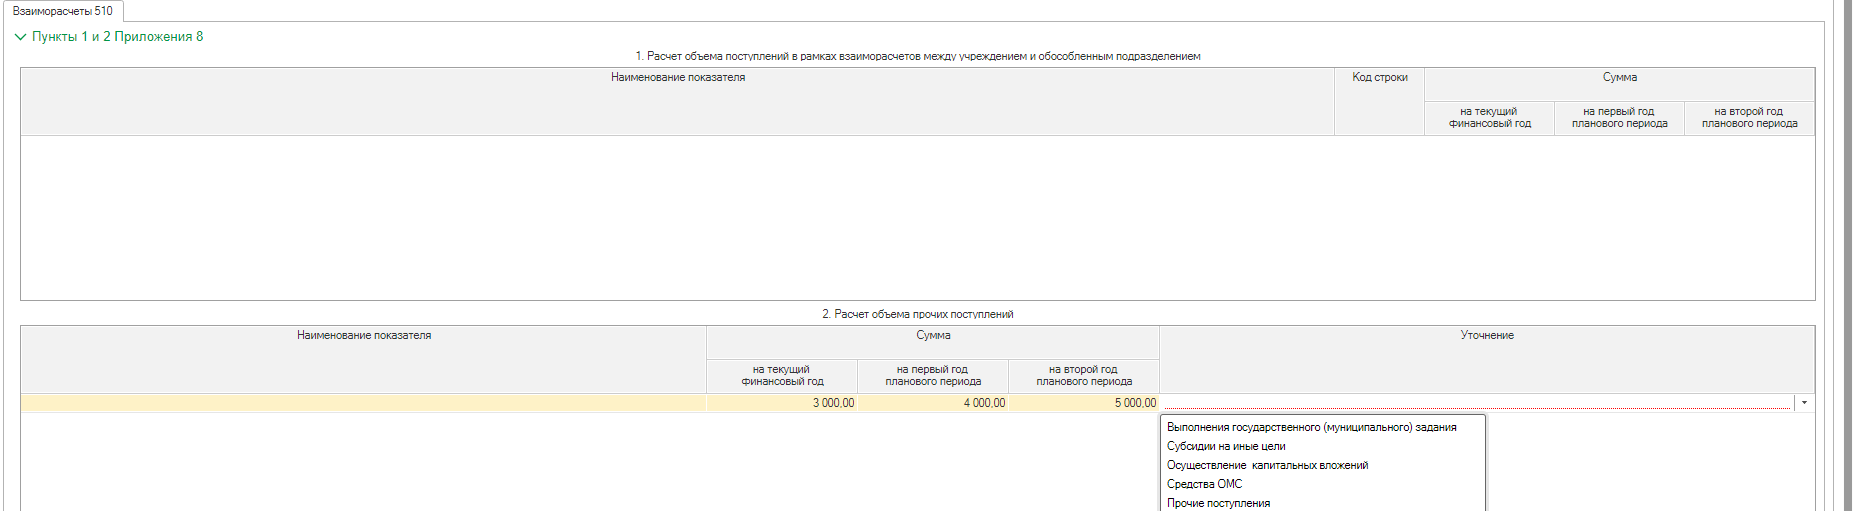 Взаиморасчеты 510
Пункты 1 и 2 Приложения 8
1. Расчет объема поступлений в рамках взаиморасчетов между учреждением и обособленным подразделением
Наименование показателя
Код строки
Сумма
на текущий
финансовый год
на первый год
планового периода
на второй год
планового периода
2. Расчет объема прочих поступлений
Наименование показателя
Сумма
Уточнение
на текущий
финансовый год
на первый год
планового периода
на второй год
планового периода
3 000,00
4 000,00
5 000,00
Выполнения государственного (муниципального) задания
Субсидии на иные цели
Осуществление  капитальных вложений
Средства ОМС
Прочие поступления